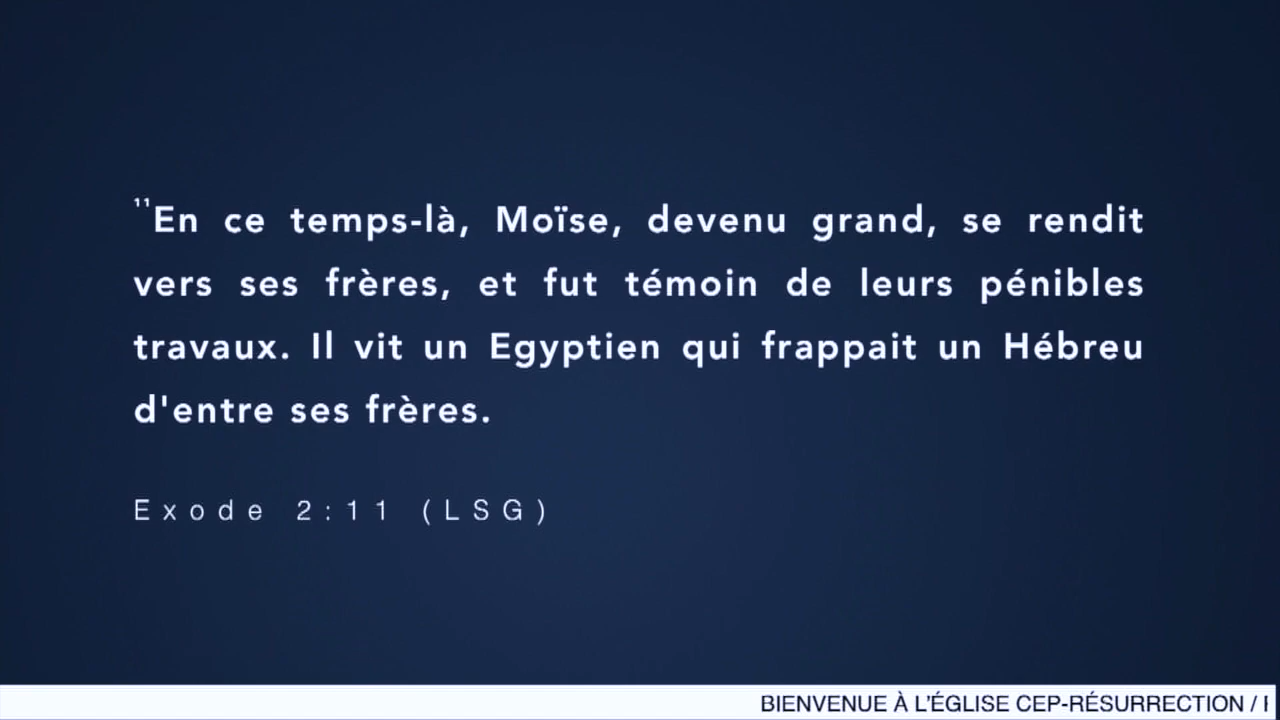 ¹¹En ce temps-là, Moïse, devenu grand, se rendit
vers ses frères, et fut témoin de leurs pénibles
travaux. Il vit un Egyptien qui frappait un Hébreu
d'entre ses frères.
Exode 2:11 (LSG)
BIENVENUE À L'ÉGLISE CEP-RÉSURRECTION /